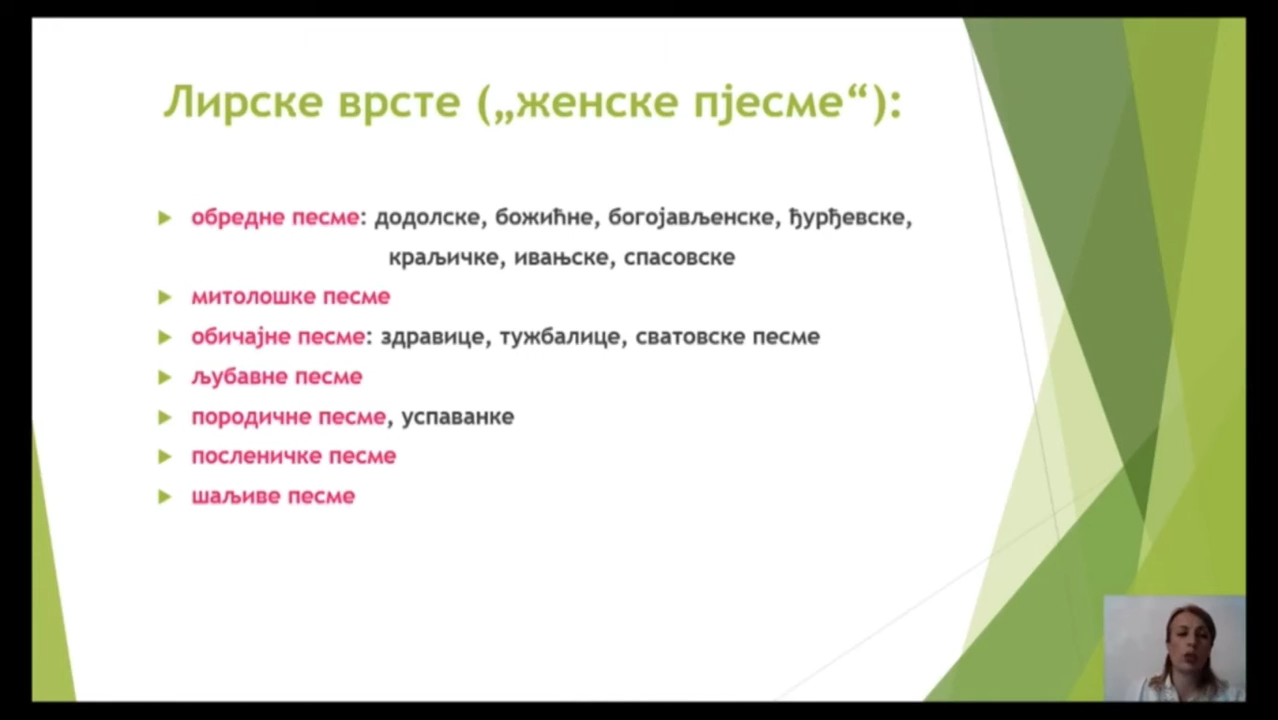 Лирске врсте („женске пјесме“):
обредне песме: додолске, божићне, богојављенске, ђурђевске,
краљичке, ивањске, спасовске
митолошке песме
обичајне песме: здравице, тужбалице, сватовске песме
љубавне песме
породичне песме, успаванке
посленичке песме
шаљиве песме